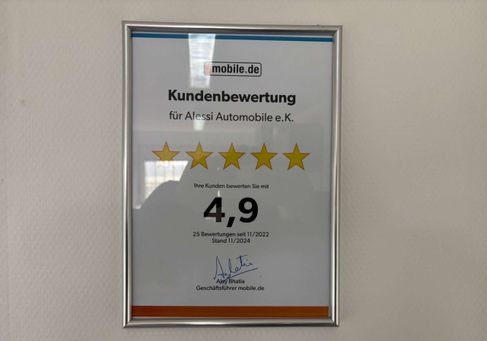 mobile.de
Kundenbewertung
für Alessi Automobile e.K.
Ihre Kunden bewerten Sie mit
4,9
25 Bewertungen seit 11/2022
Stand 11/2024
Ajay Bhatia
Geschäftsführer mobile.de